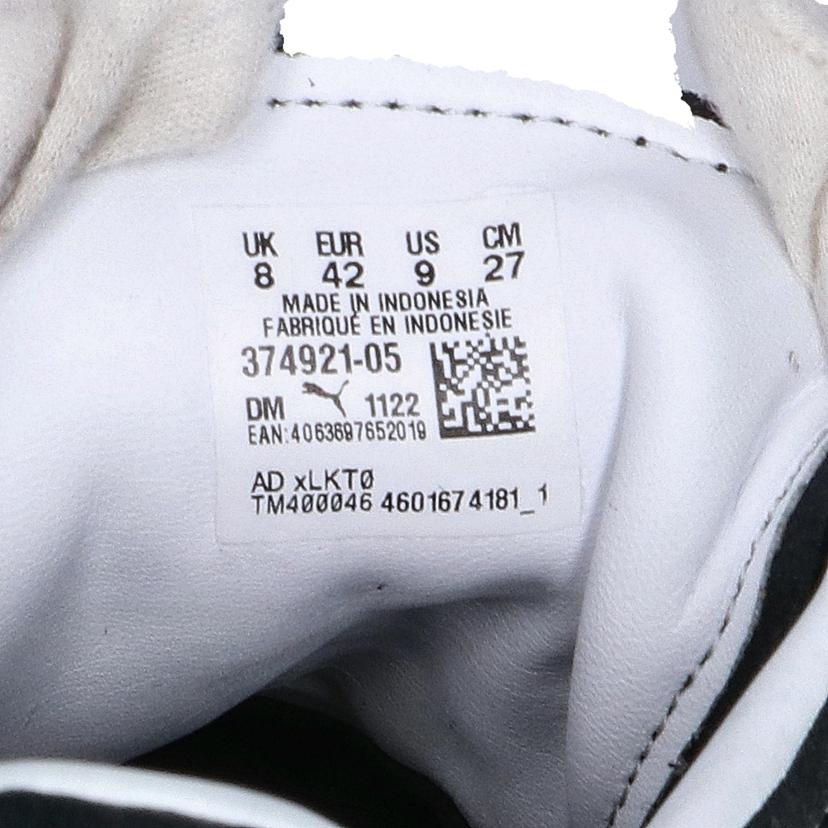 UK EUR US CM
8 42 9 27
MADE IN INDONESIA
FABRIQUÉ EN INDONESIE
374921-05
DM 1122
EAN:4063697652019
AD xLKT0
TM400046 4601674181_1